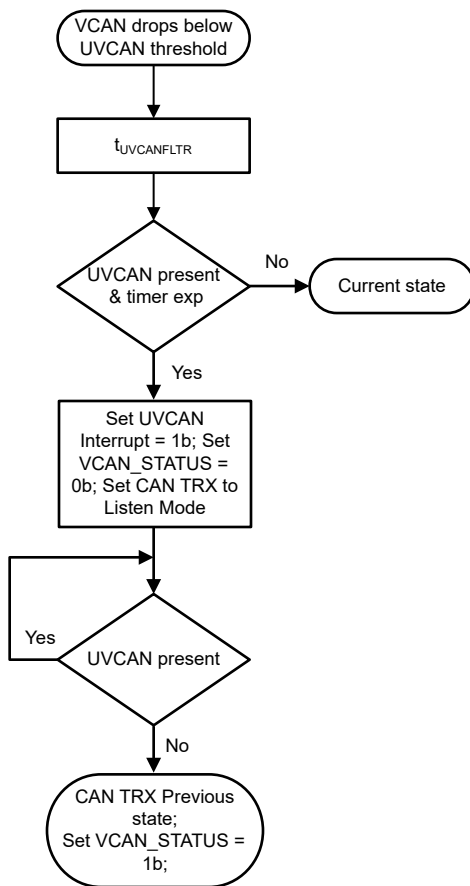 VCAN drops below
UVCAN threshold
tUVCANFLTR
UVCAN present
& timer exp
No
Current state
Yes
Set UVCAN
Interrupt = 1b; Set
VCAN_STATUS =
0b; Set CAN TRX to
Listen Mode
Yes
UVCAN present
No
CAN TRX Previous
state;
Set VCAN_STATUS =
1b;